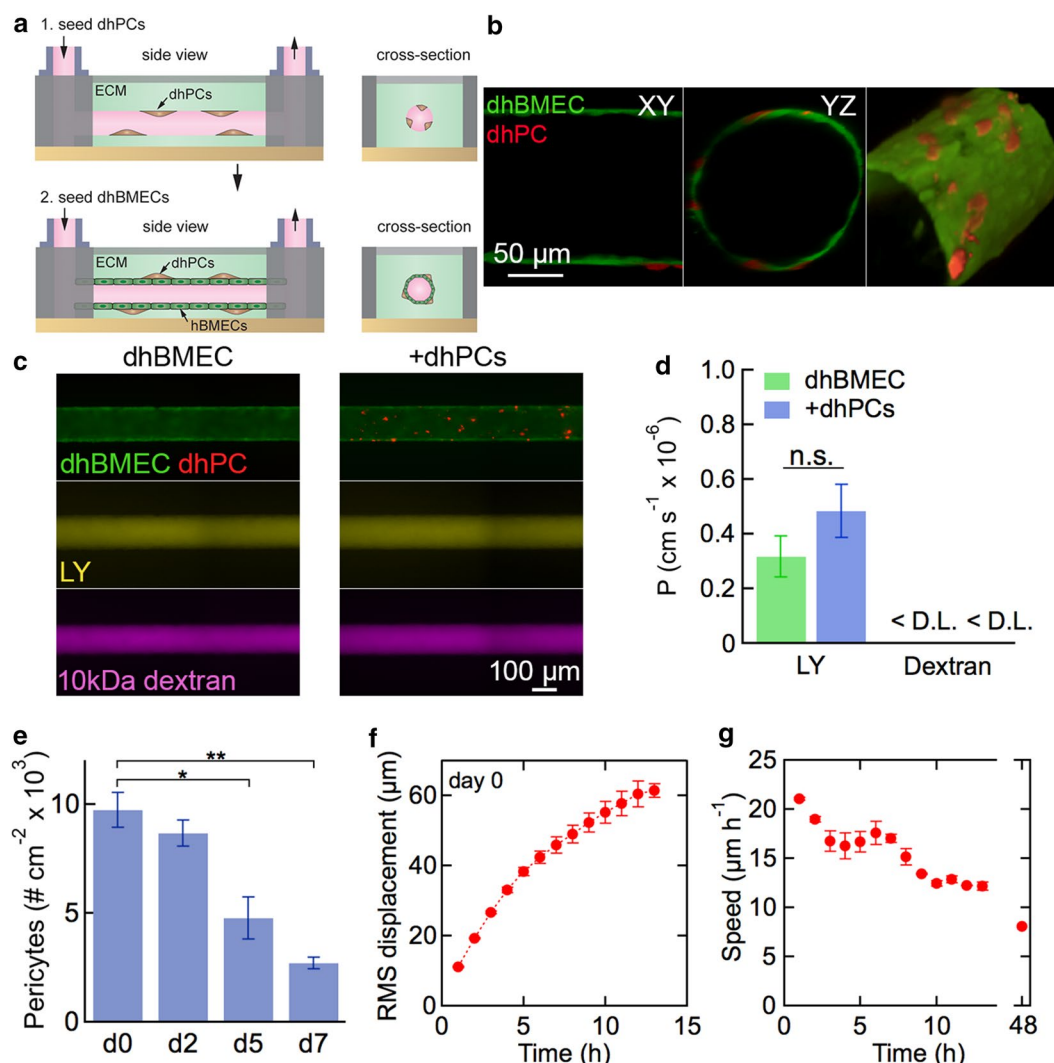 a
1. seed dhPCs
side view
cross-section
ECM
dhPCs
2. seed dhBMECs
side view
cross-section
ECM
dhPCs
hBMECs
b
dhBMEC
dhPC
XY
YZ
50 µm
c
dhBMEC
+dhPCs
dhBMEC dhPC
LY
10kDa dextran
100 µm
d
dhBMEC
+dhPCs
n.s.
< D.L. < D.L.
P (cm s⁻¹ x 10⁻⁶)
1.0
0.8
0.6
0.4
0.2
0
LY
Dextran
e
**
*
Pericytes (# cm⁻² x 10³)
10
5
0
d0 d2 d5 d7
f
day 0
RMS displacement (µm)
60
40
20
0
0 5 10 15
Time (h)
g
Speed (µm h⁻¹)
25
20
15
10
5
0
0 5 10 48
Time (h)